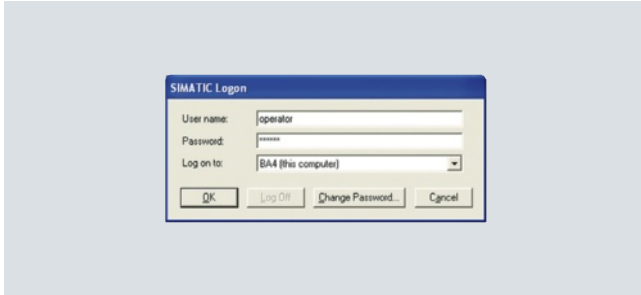 SIMATIC Logon
User name: operator
Password: ******
Log on to: BA4 (this computer)
OK Log Off Change Password... Cancel